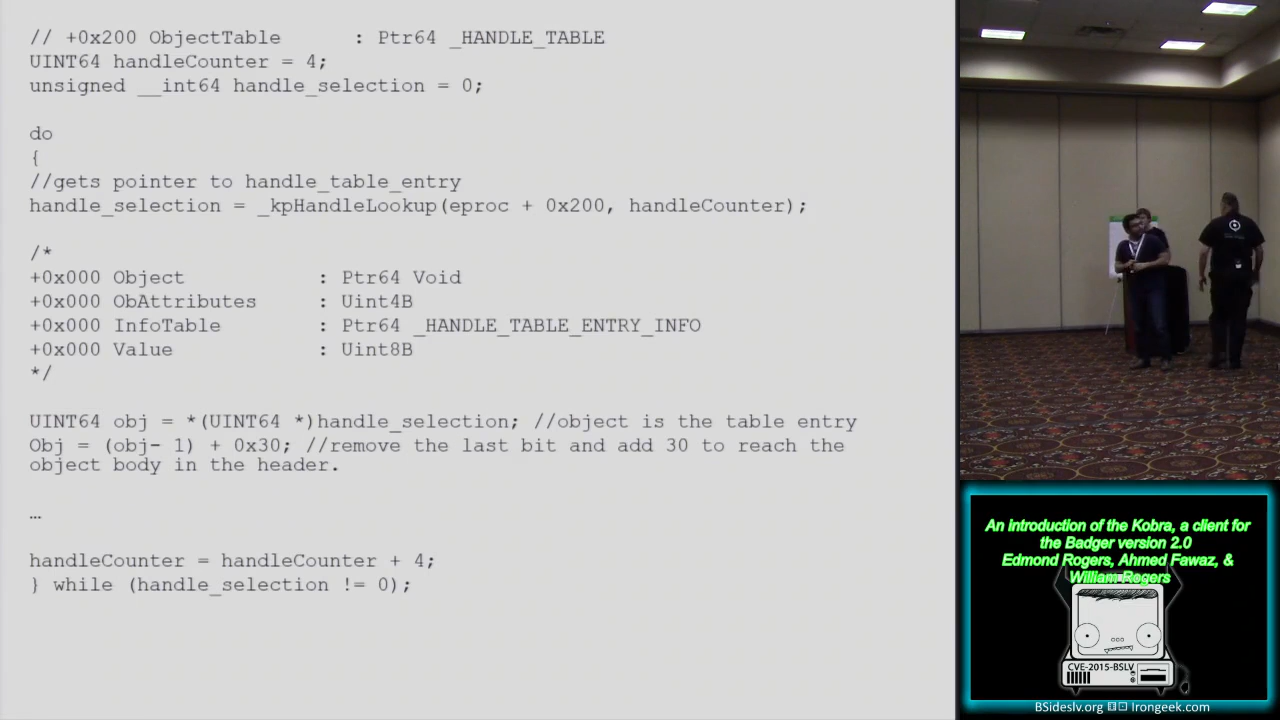 // +0x200 ObjectTable      : Ptr64 _HANDLE_TABLE
UINT64 handleCounter = 4;
unsigned __int64 handle_selection = 0;
do
{
//gets pointer to handle_table_entry
handle_selection = _kpHandleLookup(eproc + 0x200, handleCounter);
/*
+0x000 Object           : Ptr64 Void
+0x000 ObAttributes     : Uint4B
+0x000 InfoTable        : Ptr64 _HANDLE_TABLE_ENTRY_INFO
+0x000 Value            : Uint8B
*/
UINT64 obj = *(UINT64 *)handle_selection; //object is the table entry
Obj = (obj- 1) + 0x30; //remove the last bit and add 30 to reach the
object body in the header.
…
handleCounter = handleCounter + 4;
} while (handle_selection != 0);
An introduction of the Kobra, a client for
the Badger version 2.0
Edmond Rogers, Ahmed Fawaz, &
William Rogers
CVE-2015-BSLV
BSideslv.org Irongeek.com